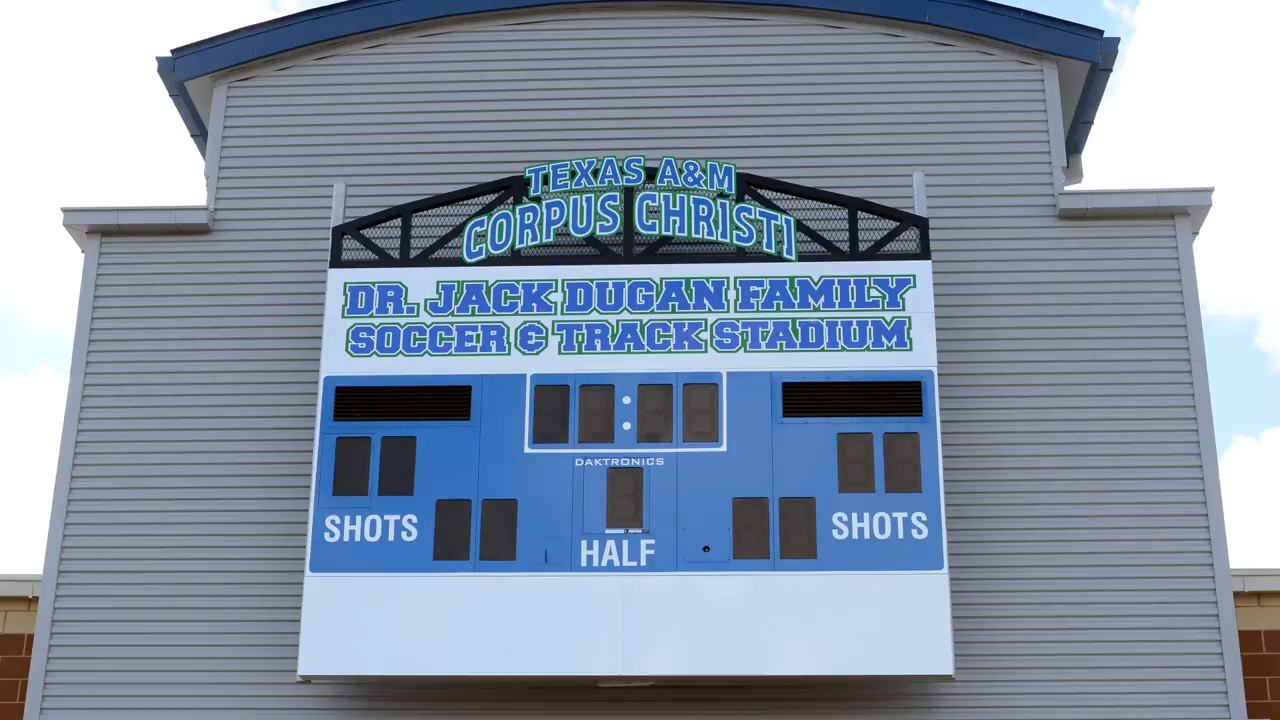 TEXAS A&M
CORPUS CHRISTI
DR. JACK DUGAN FAMILY
SOCCER & TRACK STADIUM
DAKTRONICS
SHOTS
HALF
SHOTS